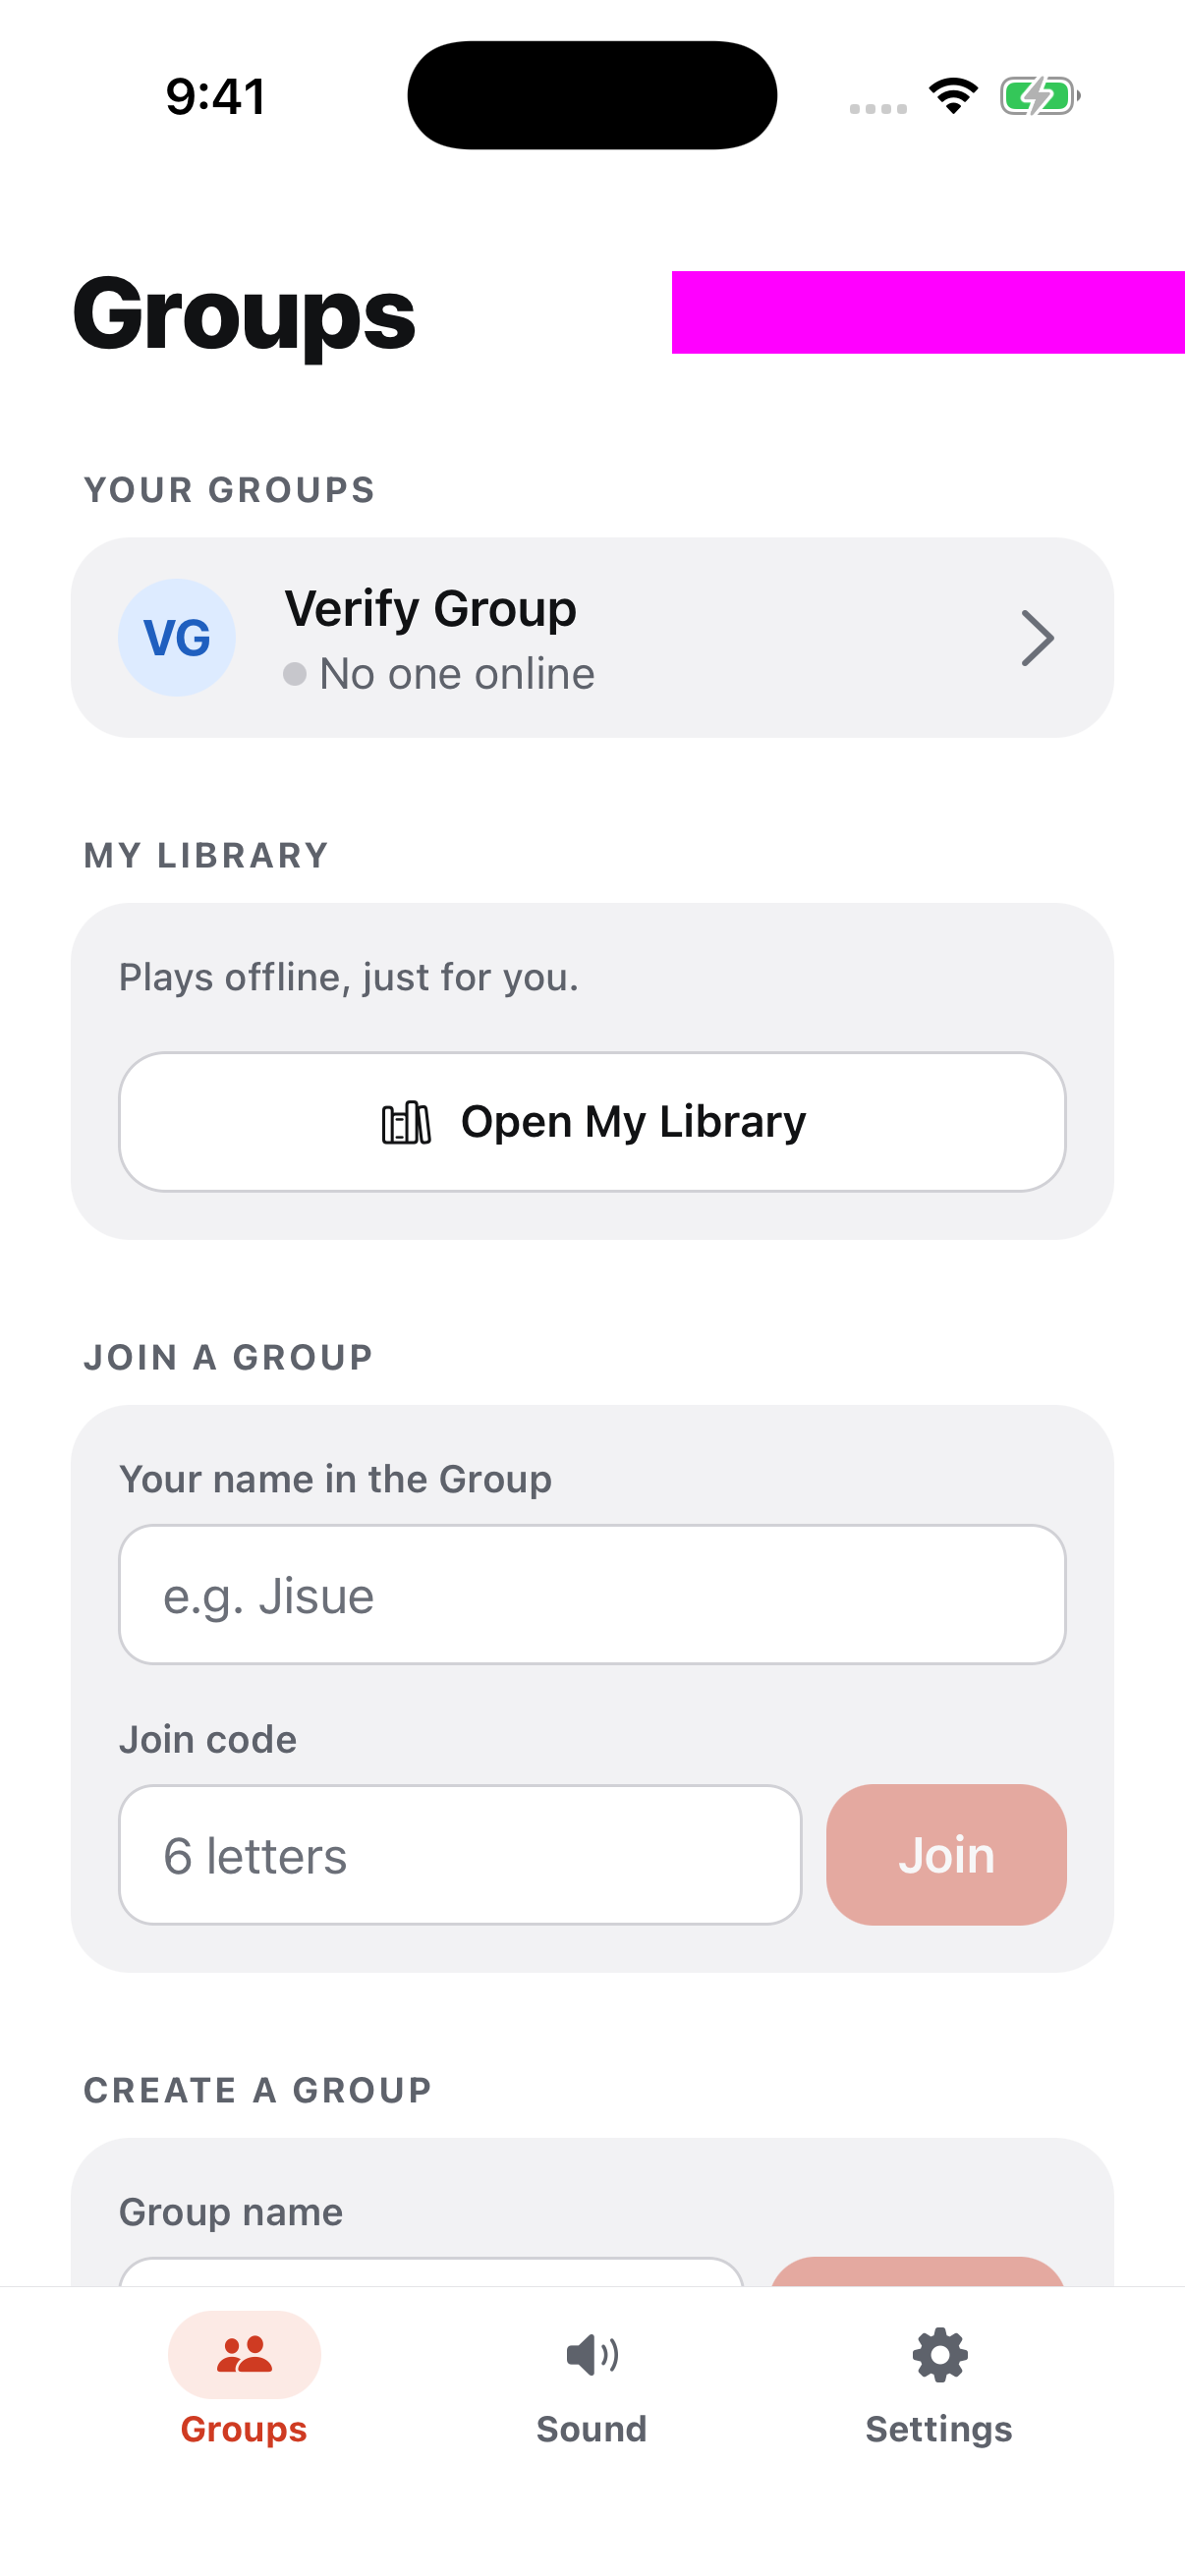 9:41
Groups
YOUR GROUPS
VG
Verify Group
No one online
MY LIBRARY
Plays offline, just for you.
Open My Library
JOIN A GROUP
Your name in the Group
e.g. Jisue
Join code
6 letters
Join
CREATE A GROUP
Group name
Groups
Sound
Settings